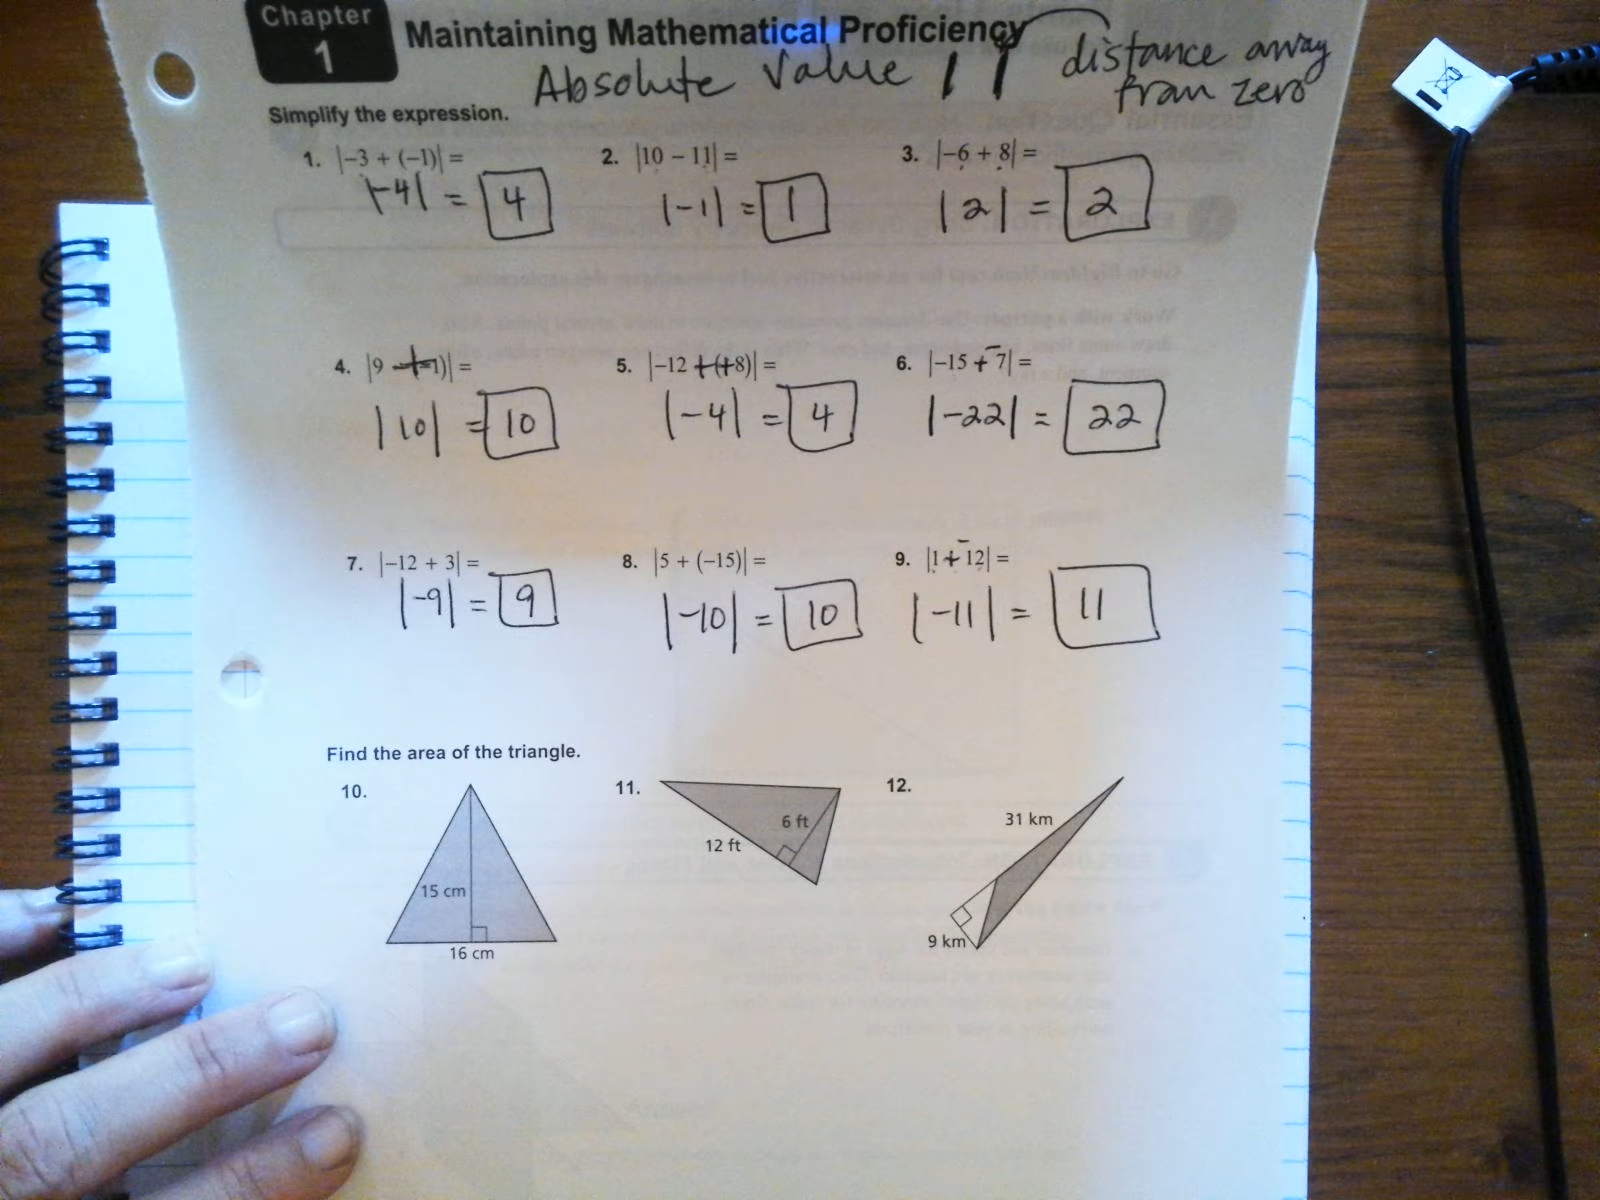 Chapter
1
Maintaining Mathematical Proficiency
Absolute Value | | distance away
from zero
Simplify the expression.
1. |−3 + (−1)| =
|-4| = 4
2. |10 − 11| =
|-1| = 1
3. |−6 + 8| =
|2| = 2
4. |9 − (−1)| =
|10| = 10
5. |−12 + (+8)| =
|-4| = 4
6. |−15 + -7| =
|-22| = 22
7. |−12 + 3| =
|-9| = 9
8. |5 + (−15)| =
|-10| = 10
9. |1 + -12| =
|-11| = 11
Find the area of the triangle.
10.
15 cm
16 cm
11.
6 ft
12 ft
12.
31 km
9 km